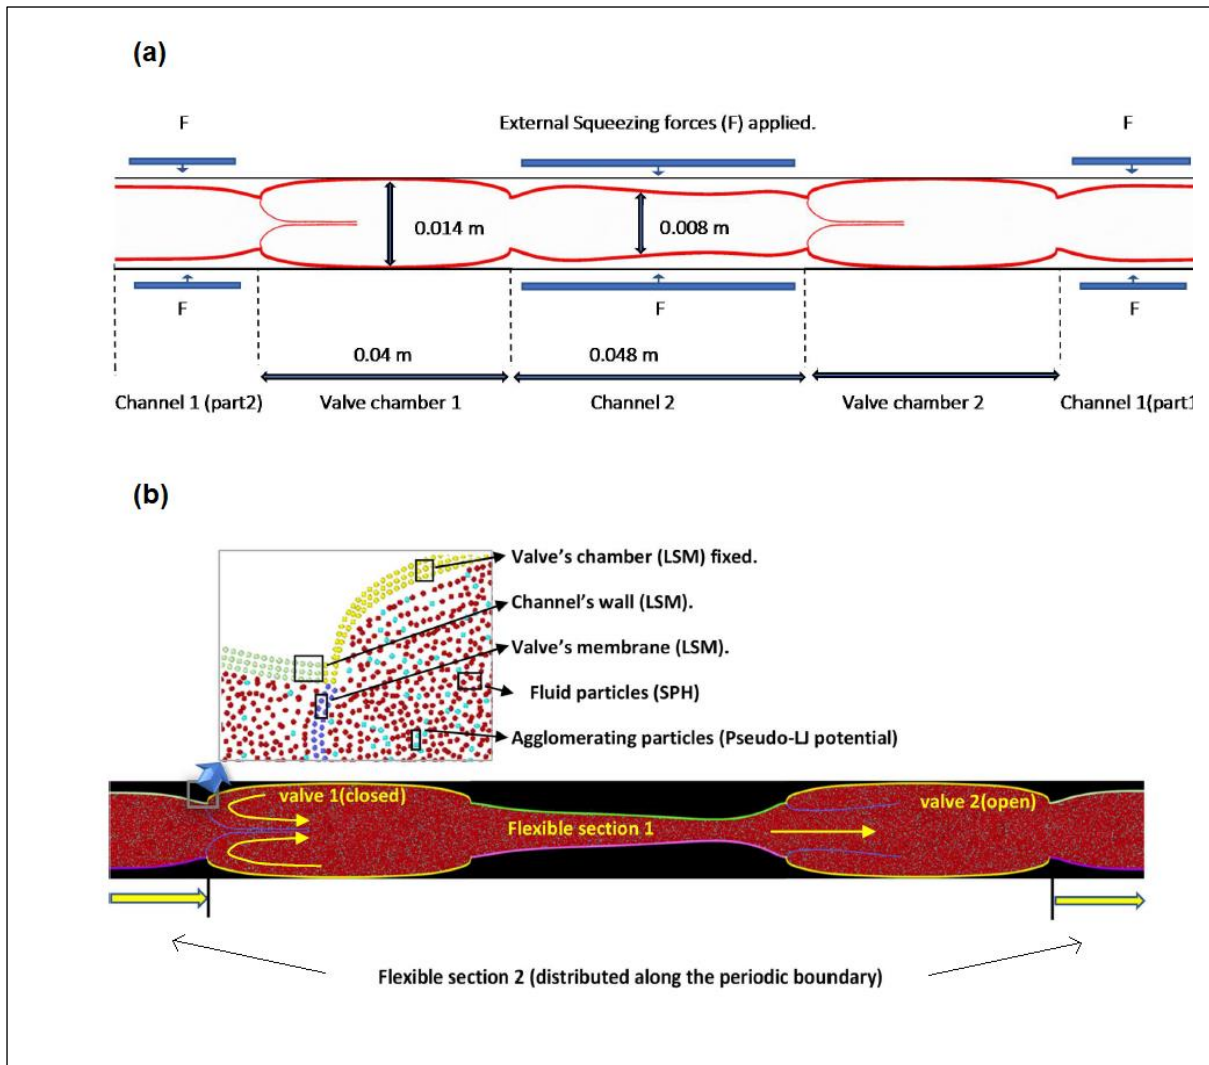 (a)
F
External Squeezing forces (F) applied.
F
0.014 m
0.008 m
F
F
F
0.04 m
0.048 m
Channel 1 (part2)
Valve chamber 1
Channel 2
Valve chamber 2
Channel 1(part1
(b)
Valve's chamber (LSM) fixed.
Channel's wall (LSM).
Valve's membrane (LSM).
Fluid particles (SPH)
Agglomerating particles (Pseudo-LJ potential)
valve 1(closed)
valve 2(open)
Flexible section 1
Flexible section 2 (distributed along the periodic boundary)